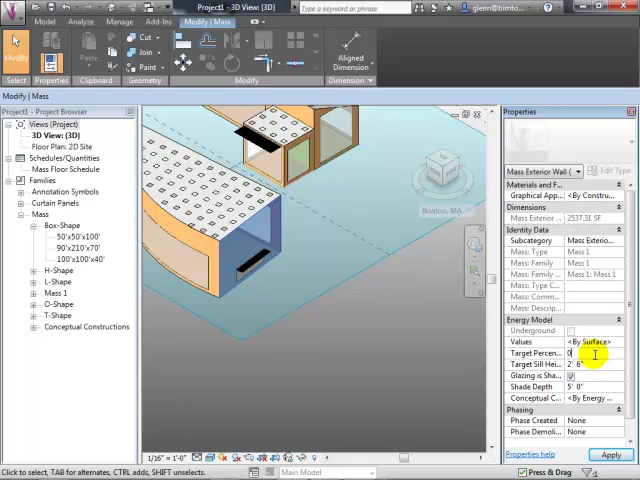 Project1 - 3D View: {3D}
Type a keyword or phrase
glenn@bimto...
Model Analyze Manage Add-Ins Modify | Mass
Modify
Cut
Join
Paint
Aligned
Dimension
Select Properties Clipboard Geometry Modify Dimension
Modify | Mass
Project1 - Project Browser
Views (Project)
3D View: {3D}
Floor Plan: 2D Site
Schedules/Quantities
Mass Floor Schedule
Families
Annotation Symbols
Curtain Panels
Mass
Box-Shape
50'x50'x100'
90'x210'x70'
100'x100'x40'
H-Shape
L-Shape
Mass 1
O-Shape
T-Shape
Conceptual Constructions
Boston, MA
1/16" = 1'-0"
Properties
Mass Exterior Wall (
Edit Type
Materials and F...
Graphical App... <By Constru...
Dimensions
Mass Exterior ... 2537.31 SF
Identity Data
Subcategory Mass Exterio...
Mass: Type Mass 1
Mass: Family Mass 1
Mass: Family ... Mass 1: Mass 1
Mass: Type C...
Mass: Comm...
Mass: Descrip...
Energy Model
Underground
Values <By Surface>
Target Percen... 0
Target Sill Hei... 2' 6"
Glazing is Sha...
Shade Depth 5' 0"
Conceptual C... <By Energy ...
Phasing
Phase Created None
Phase Demoli... None
Properties help
Apply
Click to select, TAB for alternates, CTRL adds, SHIFT unselects.
Main Model
Press & Drag
:1